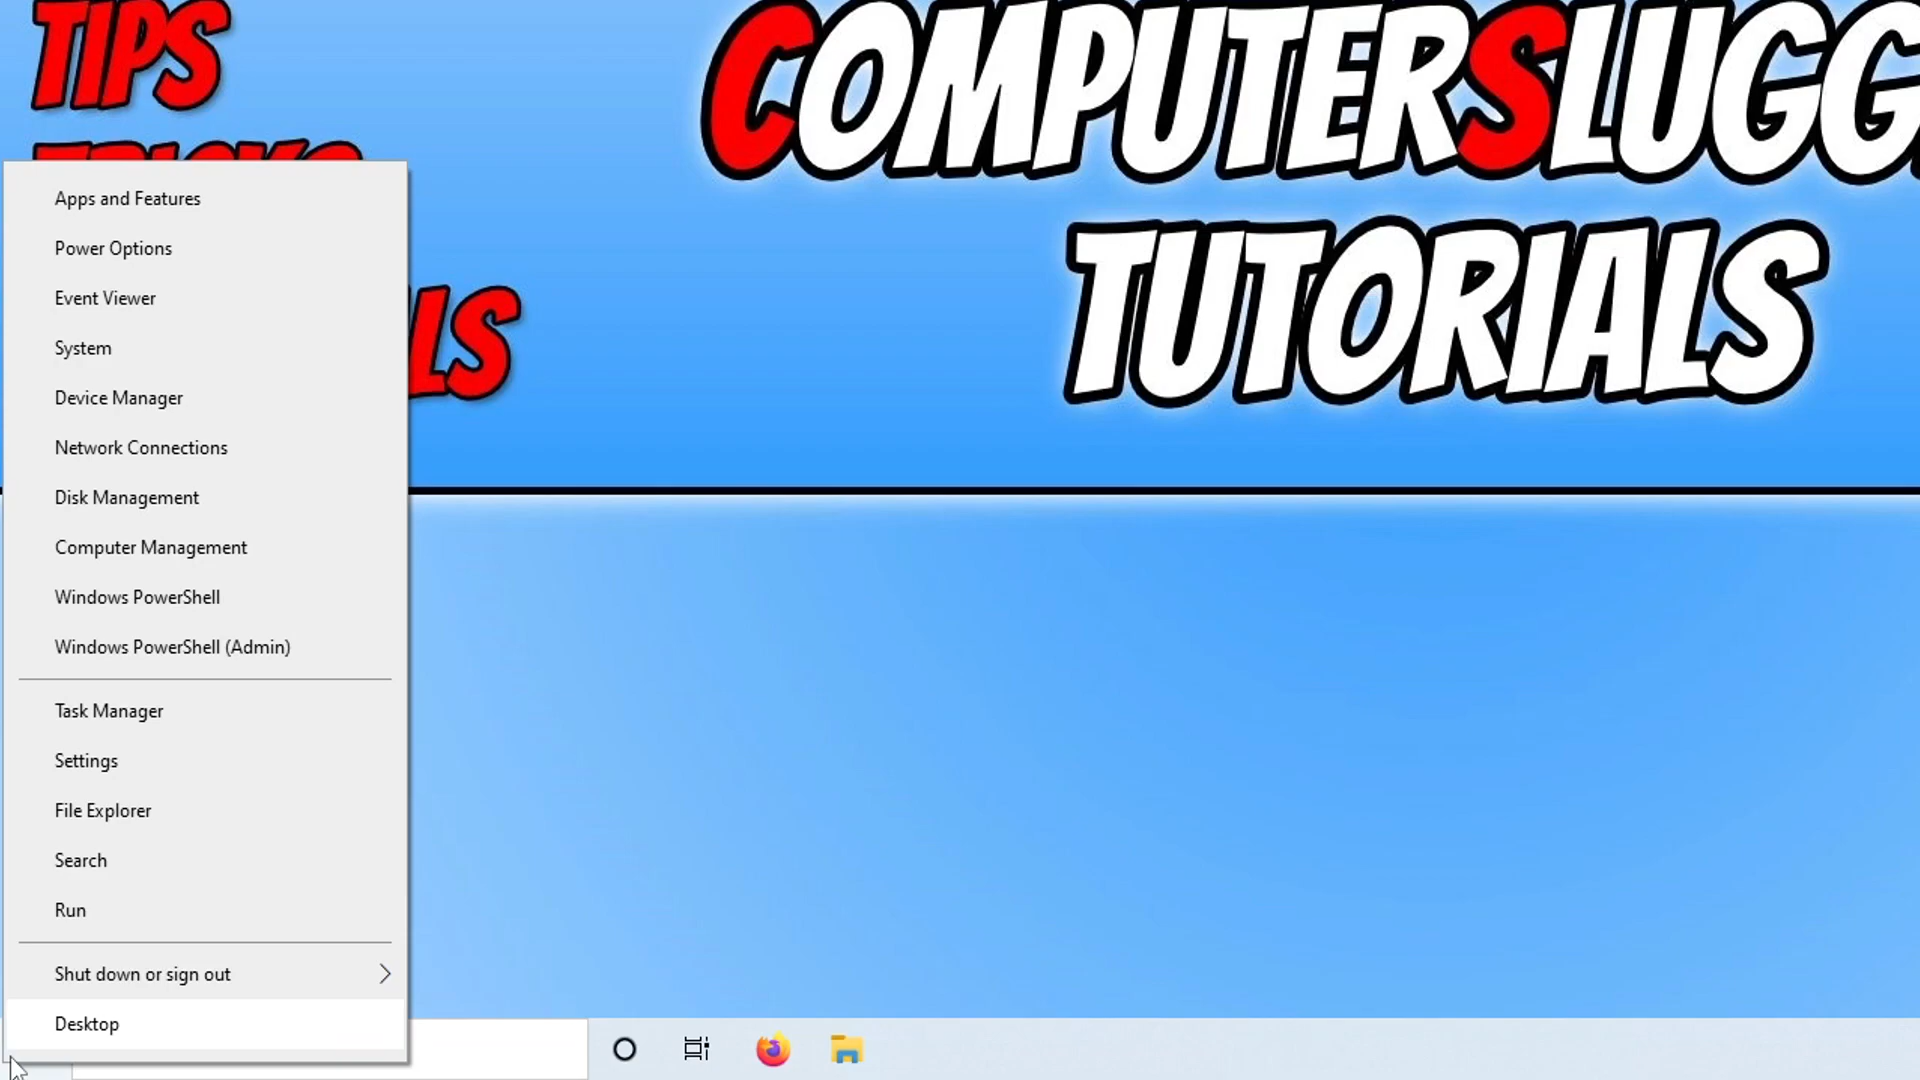 TIPS
COMPUTERSLUGG
TUTORIALS
Apps and Features
Power Options
Event Viewer
System
Device Manager
Network Connections
Disk Management
Computer Management
Windows PowerShell
Windows PowerShell (Admin)
Task Manager
Settings
File Explorer
Search
Run
Shut down or sign out
Desktop